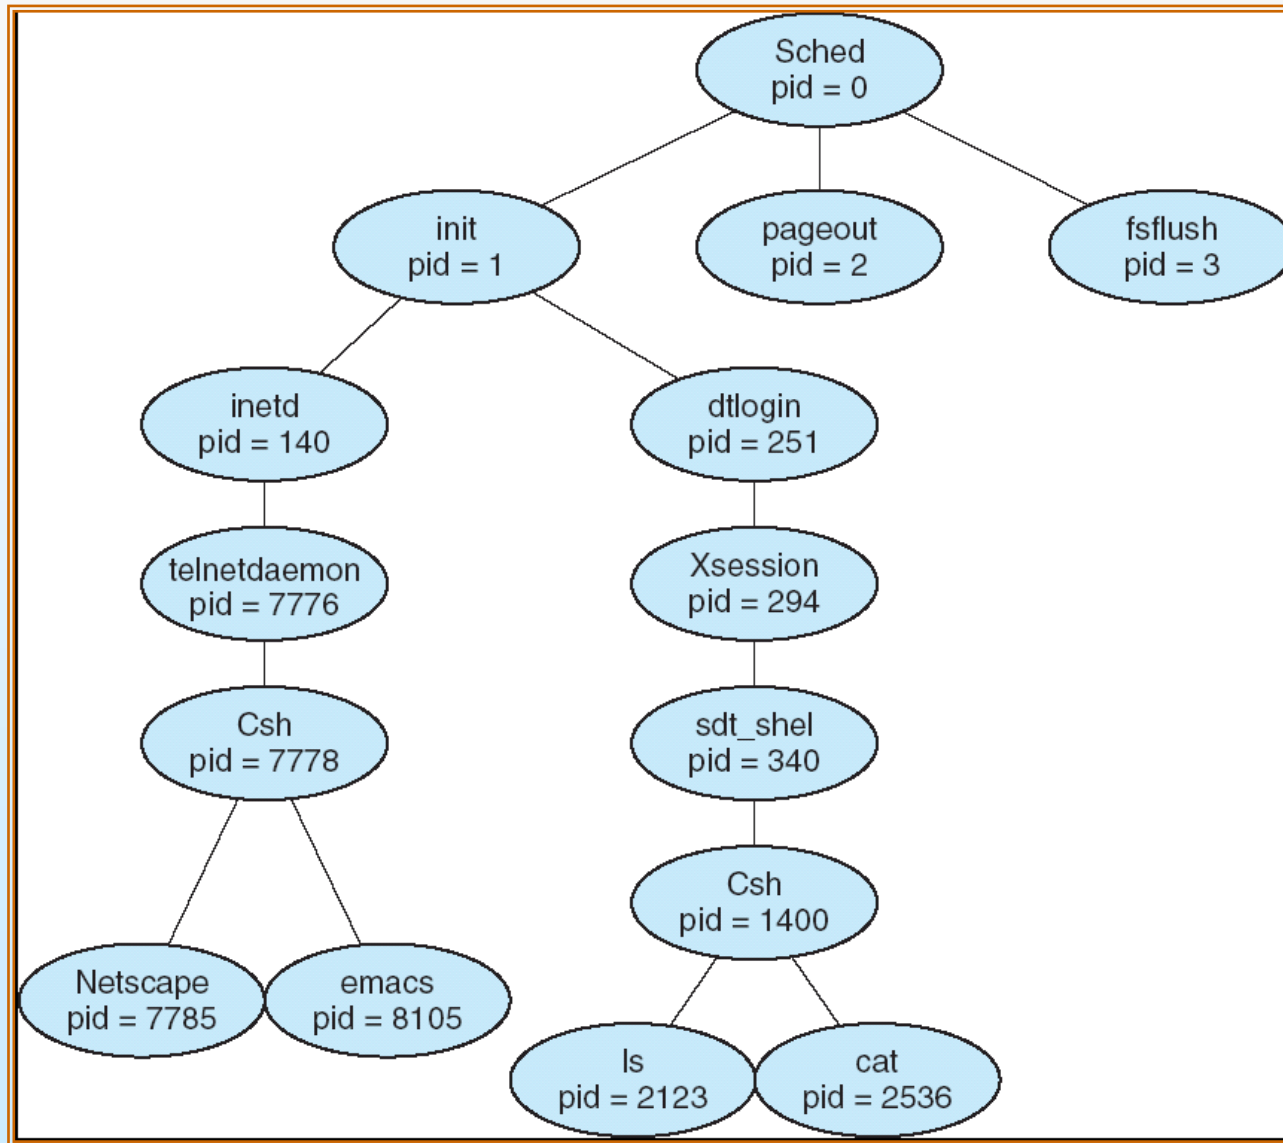 Sched
pid = 0
init
pid = 1
pageout
pid = 2
fsflush
pid = 3
inetd
pid = 140
dtlogin
pid = 251
telnetdaemon
pid = 7776
Xsession
pid = 294
Csh
pid = 7778
sdt_shel
pid = 340
Csh
pid = 1400
Netscape
pid = 7785
emacs
pid = 8105
ls
pid = 2123
cat
pid = 2536